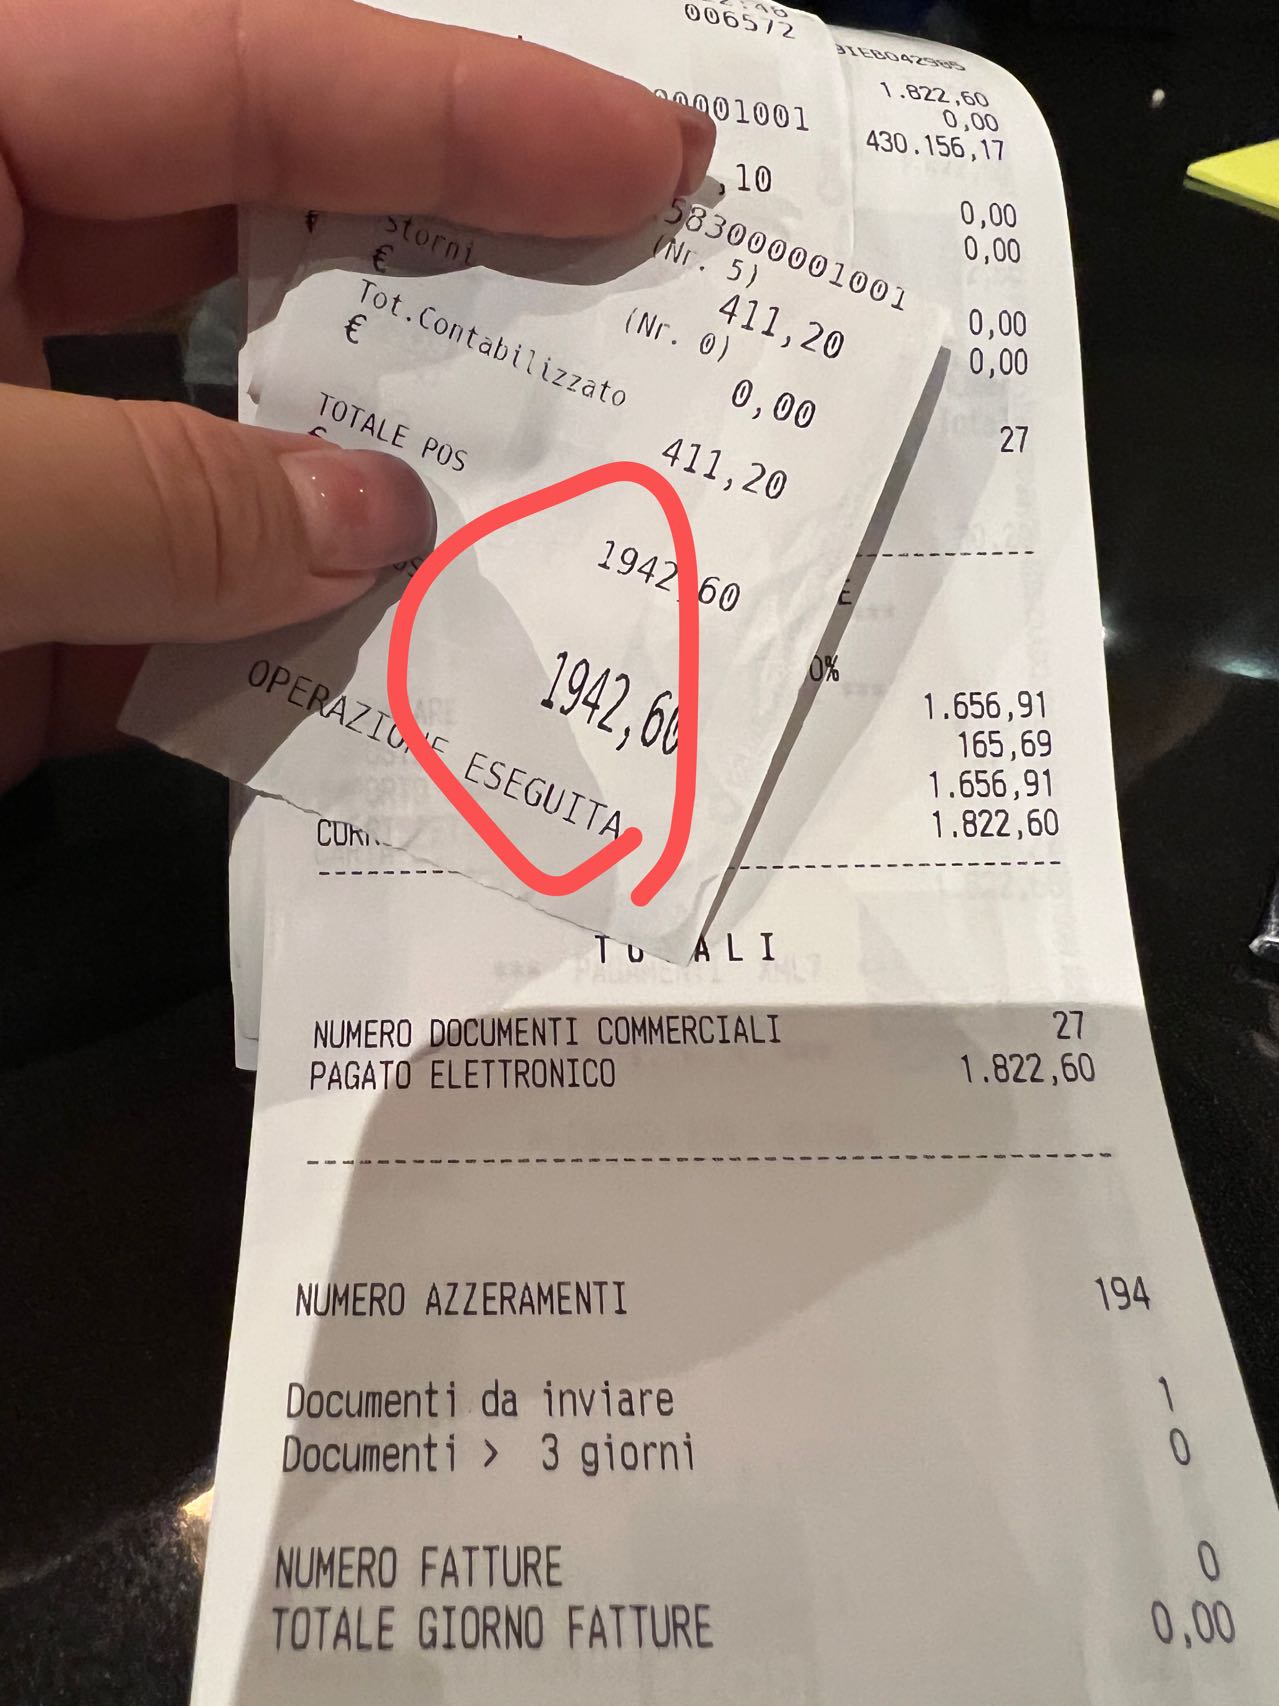 006572
91EB042985
1.822,60
0,00
430.156,17
00001001
,10
0,00
0,00
583000001001
Storni (Nr. 5)
€ 411,20
(Nr. 0)
Tot.Contabilizzato 0,00
€ 411,20
0,00
0,00
27
TOTALE POS
€ 1942,60
1942,60
OPERAZIONE ESEGUITA
0%
1.656,91
165,69
1.656,91
1.822,60
TOTALI
NUMERO DOCUMENTI COMMERCIALI 27
PAGATO ELETTRONICO 1.822,60
NUMERO AZZERAMENTI 194
Documenti da inviare 1
Documenti > 3 giorni 0
NUMERO FATTURE 0
TOTALE GIORNO FATTURE 0,00